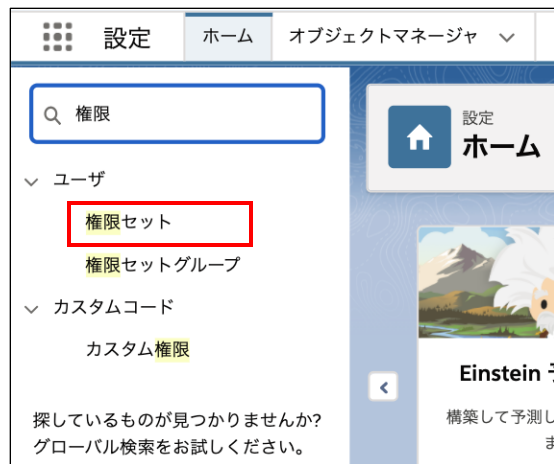 設定
ホーム
オブジェクトマネージャ
権限
ユーザ
権限セット
権限セットグループ
カスタムコード
カスタム権限
探しているものが見つかりませんか?
グローバル検索をお試しください。
設定
ホーム
Einstein
構築して予測し
ま